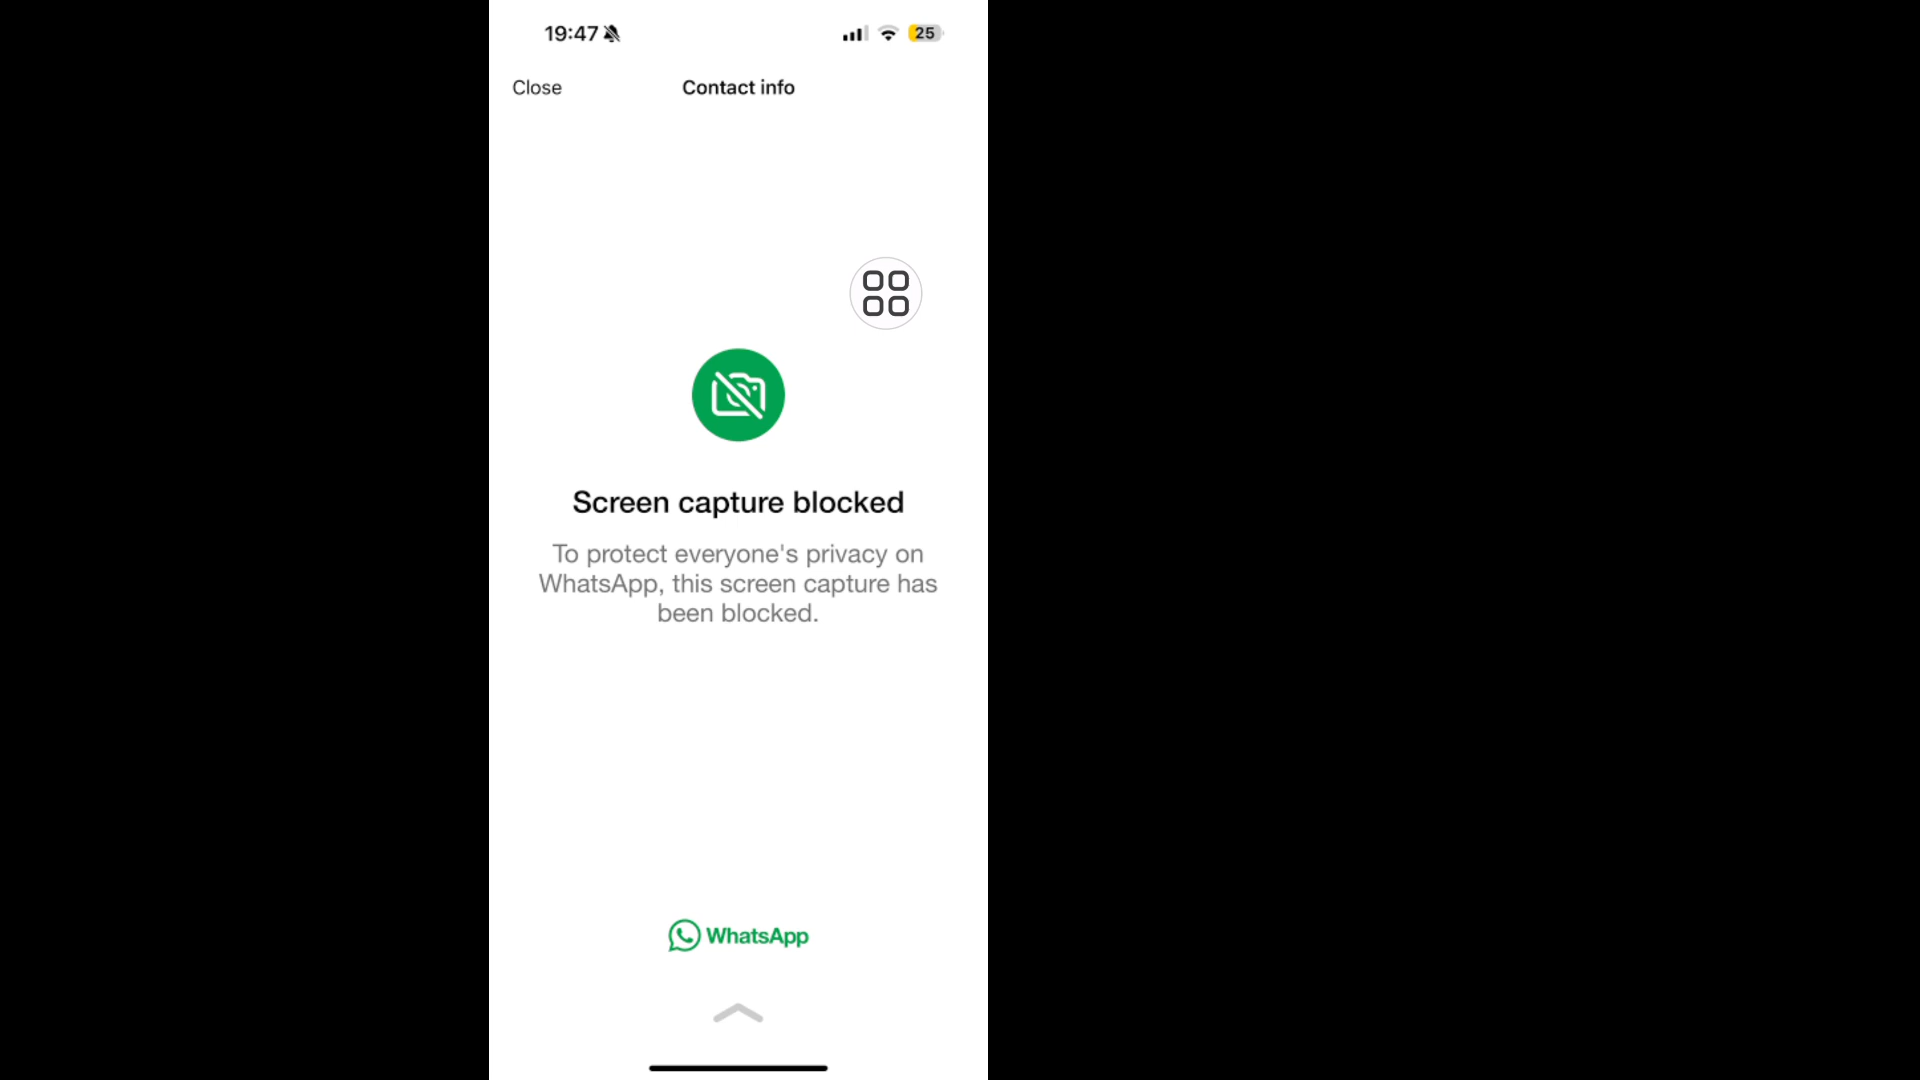 19:47
25
Close
Contact info
Screen capture blocked
To protect everyone's privacy on
WhatsApp, this screen capture has
been blocked.
WhatsApp